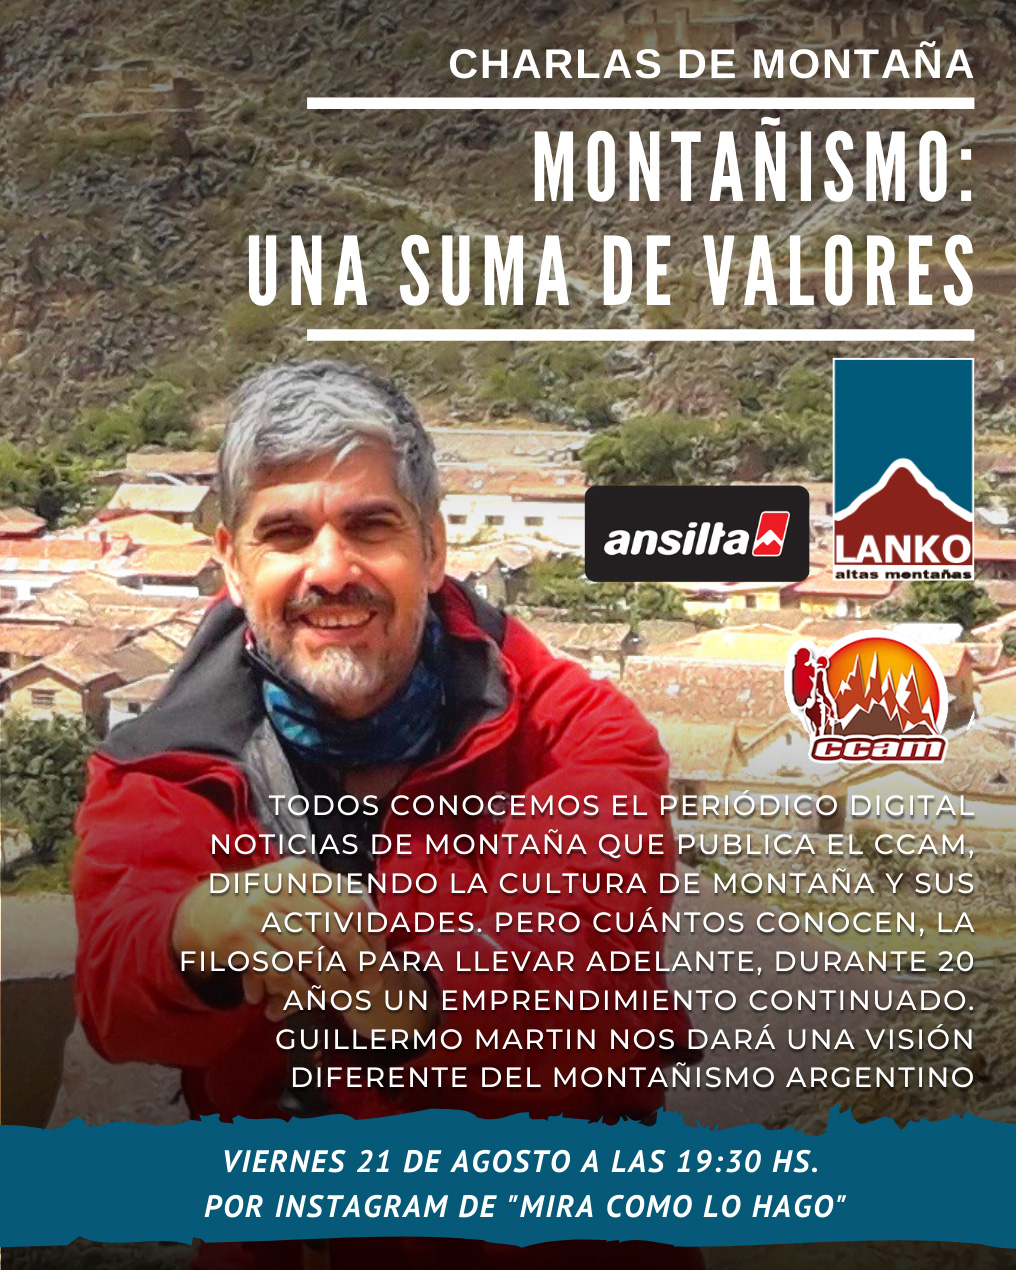 CHARLAS DE MONTAÑA
MONTAÑISMO:
UNA SUMA DE VALORES
ansilta
LANKO
altas montañas
ccam
TODOS CONOCEMOS EL PERIÓDICO DIGITAL
NOTICIAS DE MONTAÑA QUE PUBLICA EL CCAM,
DIFUNDIENDO LA CULTURA DE MONTAÑA Y SUS
ACTIVIDADES. PERO CUÁNTOS CONOCEN, LA
FILOSOFÍA PARA LLEVAR ADELANTE, DURANTE 20
AÑOS UN EMPRENDIMIENTO CONTINUADO.
GUILLERMO MARTIN NOS DARÁ UNA VISIÓN
DIFERENTE DEL MONTAÑISMO ARGENTINO
VIERNES 21 DE AGOSTO A LAS 19:30 HS.
POR INSTAGRAM DE "MIRA COMO LO HAGO"